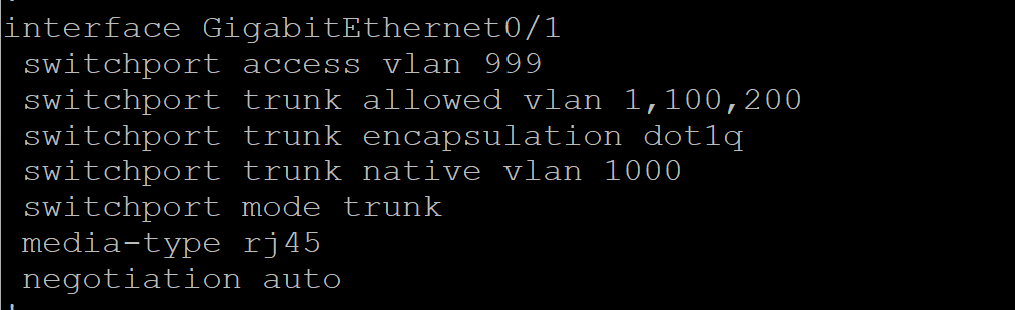 interface GigabitEthernet0/1
switchport access vlan 999
switchport trunk allowed vlan 1,100,200
switchport trunk encapsulation dot1q
switchport trunk native vlan 1000
switchport mode trunk
media-type rj45
negotiation auto